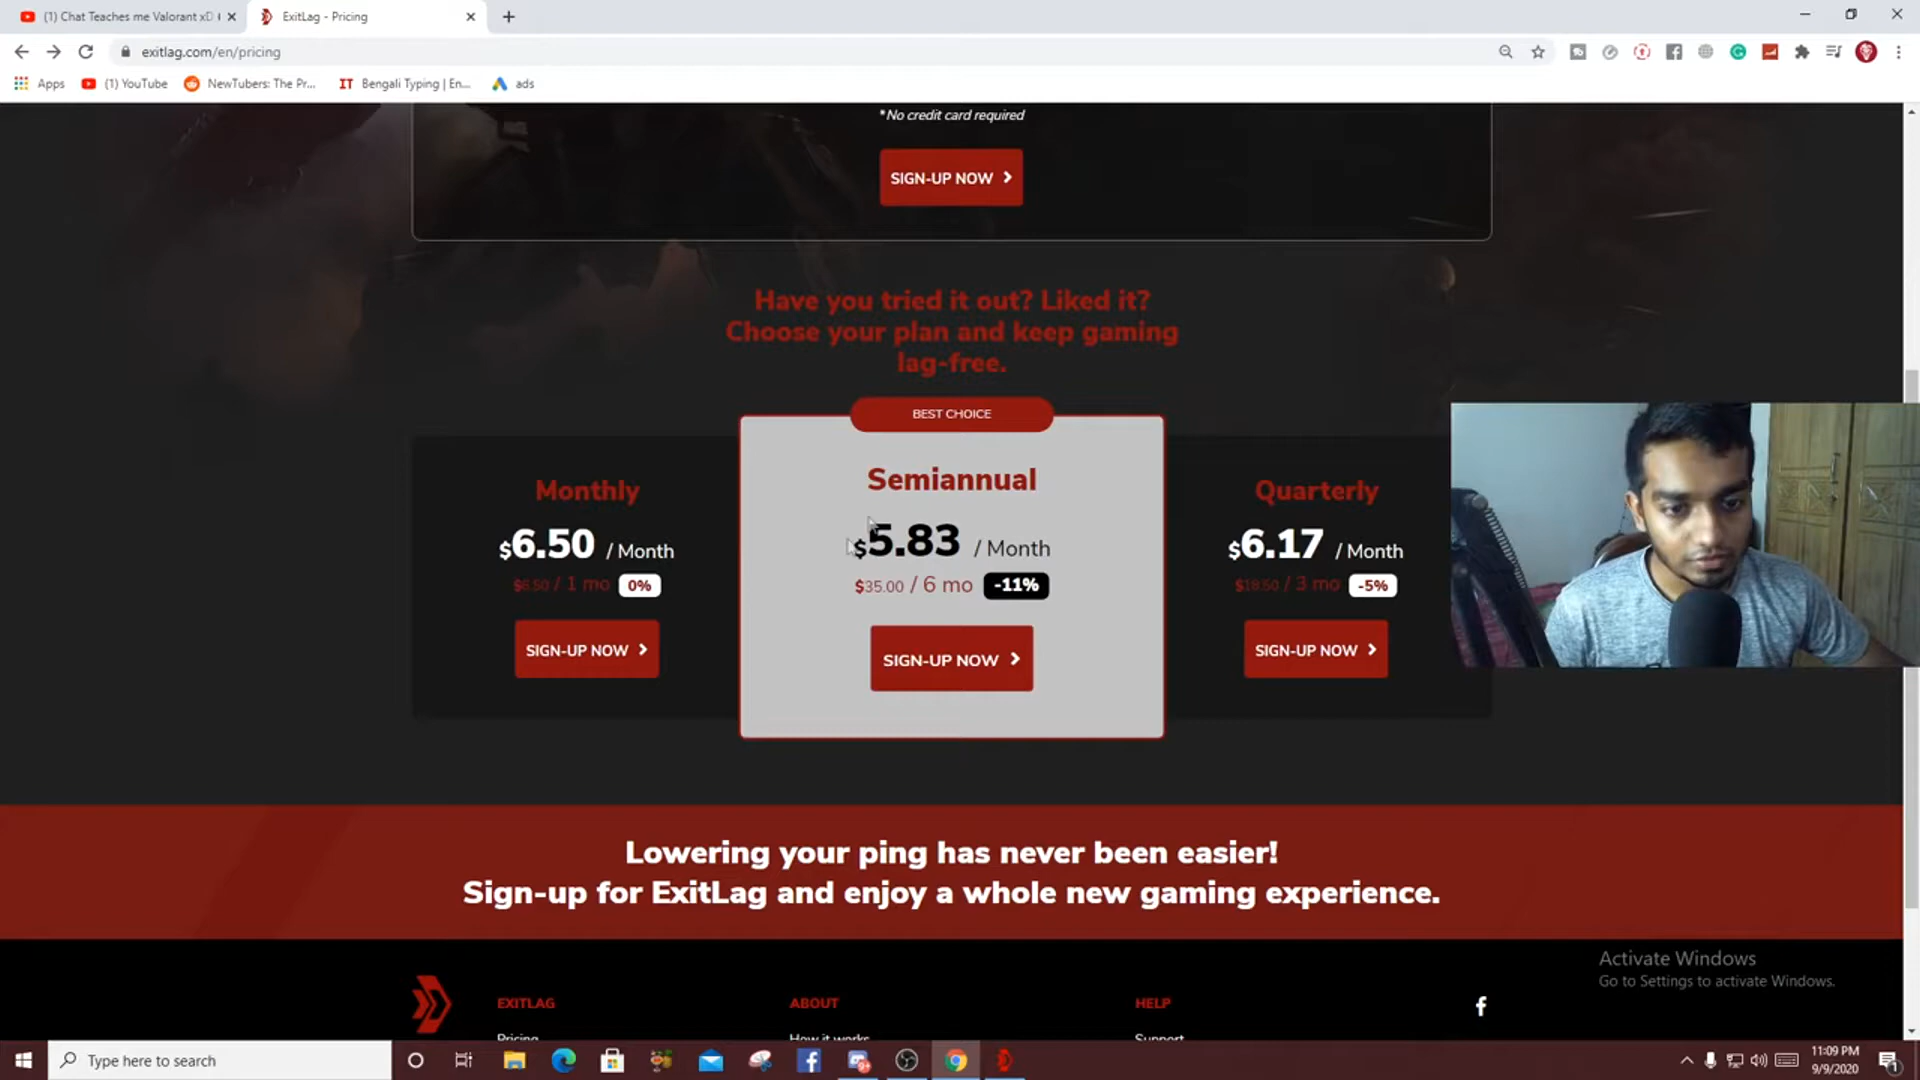 (1) Chat Teaches me Valorant xD
ExitLag - Pricing
exitlag.com/en/pricing
Apps
(1) YouTube
NewTubers: The Pr...
IT Bengali Typing | En...
ads
*No credit card required
SIGN-UP NOW
Have you tried it out? Liked it?
Choose your plan and keep gaming
lag-free.
BEST CHOICE
Monthly
$6.50 / Month
$6.50 / 1 mo 0%
SIGN-UP NOW
Semiannual
$5.83 / Month
$35.00 / 6 mo -11%
SIGN-UP NOW
Quarterly
$6.17 / Month
$18.50 / 3 mo -5%
SIGN-UP NOW
Lowering your ping has never been easier!
Sign-up for ExitLag and enjoy a whole new gaming experience.
Activate Windows
Go to Settings to activate Windows.
EXITLAG
ABOUT
HELP
Pricing
How it works
Support
Type here to search
11:09 PM
9/9/2020